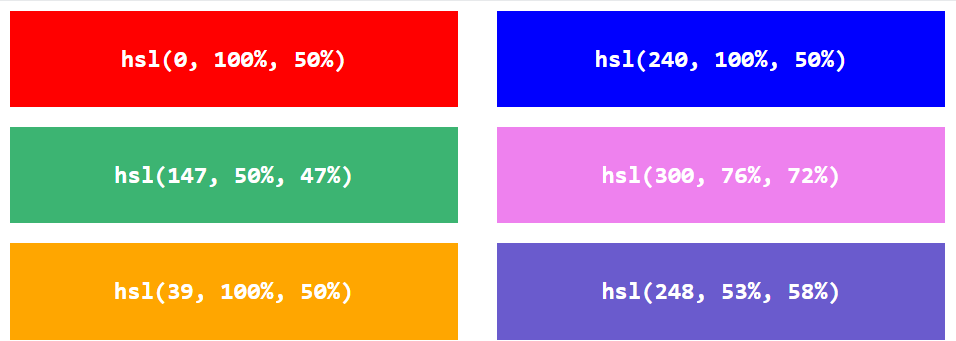 hsl(0, 100%, 50%)
hsl(240, 100%, 50%)
hsl(147, 50%, 47%)
hsl(300, 76%, 72%)
hsl(39, 100%, 50%)
hsl(248, 53%, 58%)